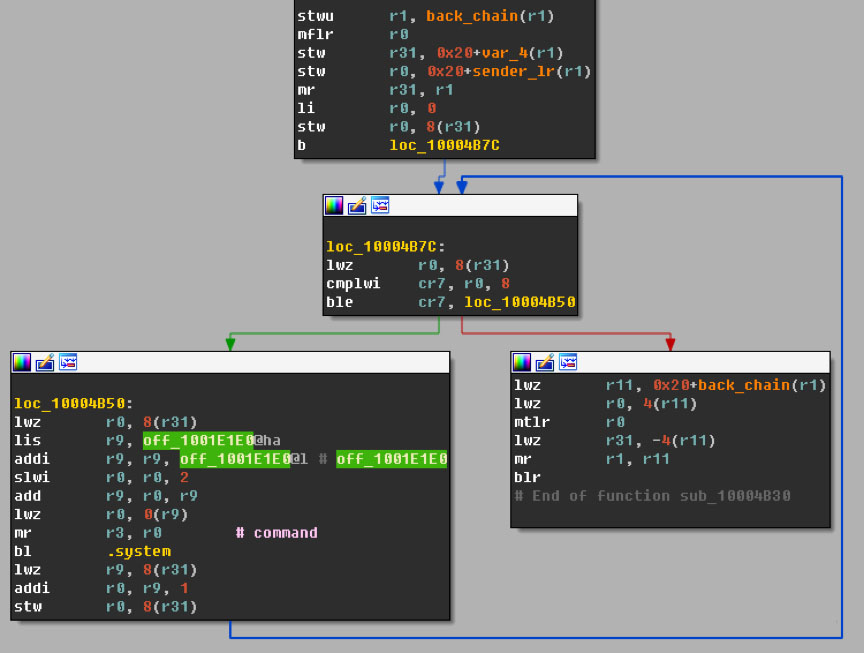 stwu r1, back_chain(r1)
mflr r0
stw r31, 0x20+var_4(r1)
stw r0, 0x20+sender_lr(r1)
mr r31, r1
li r0, 0
stw r0, 8(r31)
b loc_10004B7C
loc_10004B7C:
lwz r0, 8(r31)
cmplwi cr7, r0, 8
ble cr7, loc_10004B50
loc_10004B50:
lwz r0, 8(r31)
lis r9, off_1001E1E0@ha
addi r9, r9, off_1001E1E0@l # off_1001E1E0
slwi r0, r0, 2
add r9, r0, r9
lwz r0, 0(r9)
mr r3, r0 # command
bl .system
lwz r9, 8(r31)
addi r0, r9, 1
stw r0, 8(r31)
lwz r11, 0x20+back_chain(r1)
lwz r0, 4(r11)
mtlr r0
lwz r31, -4(r11)
mr r1, r11
blr
# End of function sub_10004B30